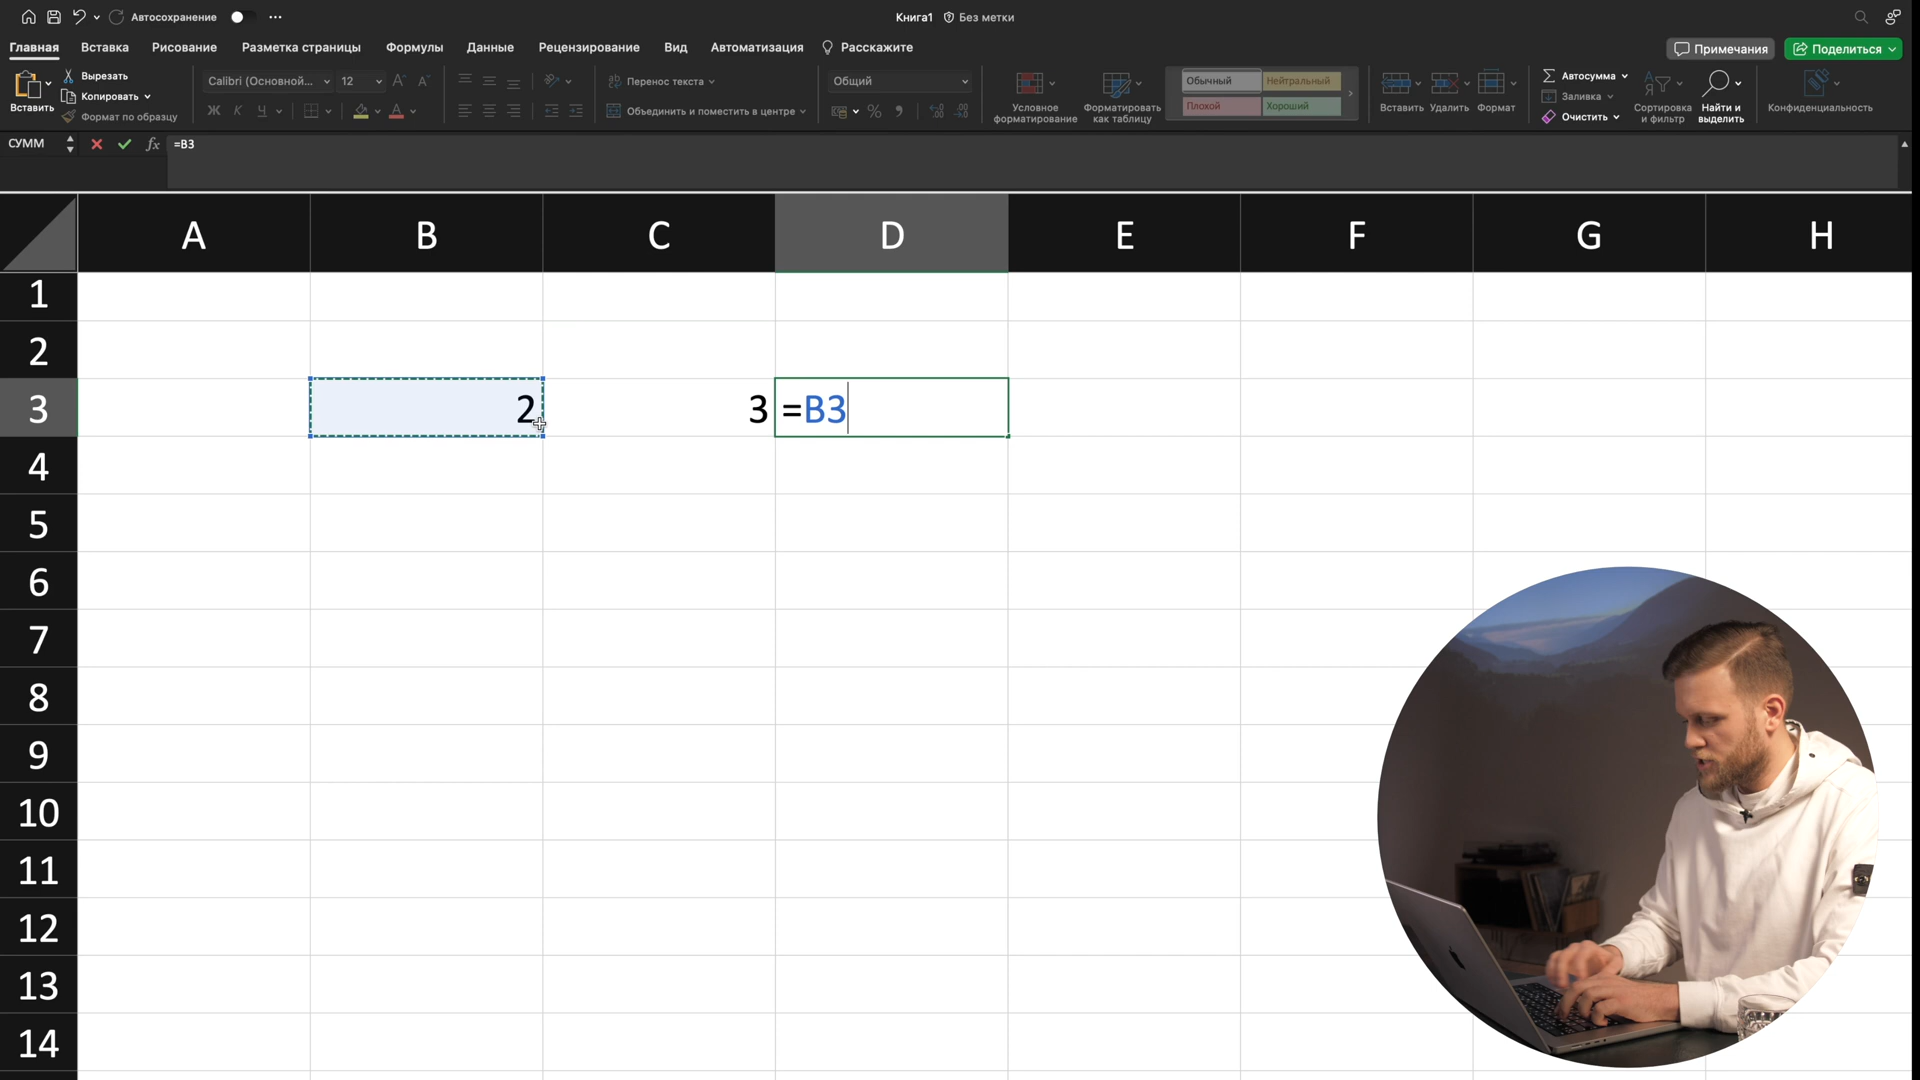 Автосохранение
Книга1 Без метки
Главная Вставка Рисование Разметка страницы Формулы Данные Рецензирование Вид Автоматизация Расскажите
Примечания Поделиться
Вставить
Вырезать
Копировать
Формат по образцу
Calibri (Основной... 12
Ж К Ч
Перенос текста
Объединить и поместить в центре
Общий
Условное форматирование
Форматировать как таблицу
Обычный Нейтральный
Плохой Хороший
Вставить Удалить Формат
Автосумма
Заливка
Очистить
Сортировка и фильтр
Найти и выделить
Конфиденциальность
СУММ fx =B3
A B C D E F G H
1
2
3 2 3 =B3
4
5
6
7
8
9
10
11
12
13
14